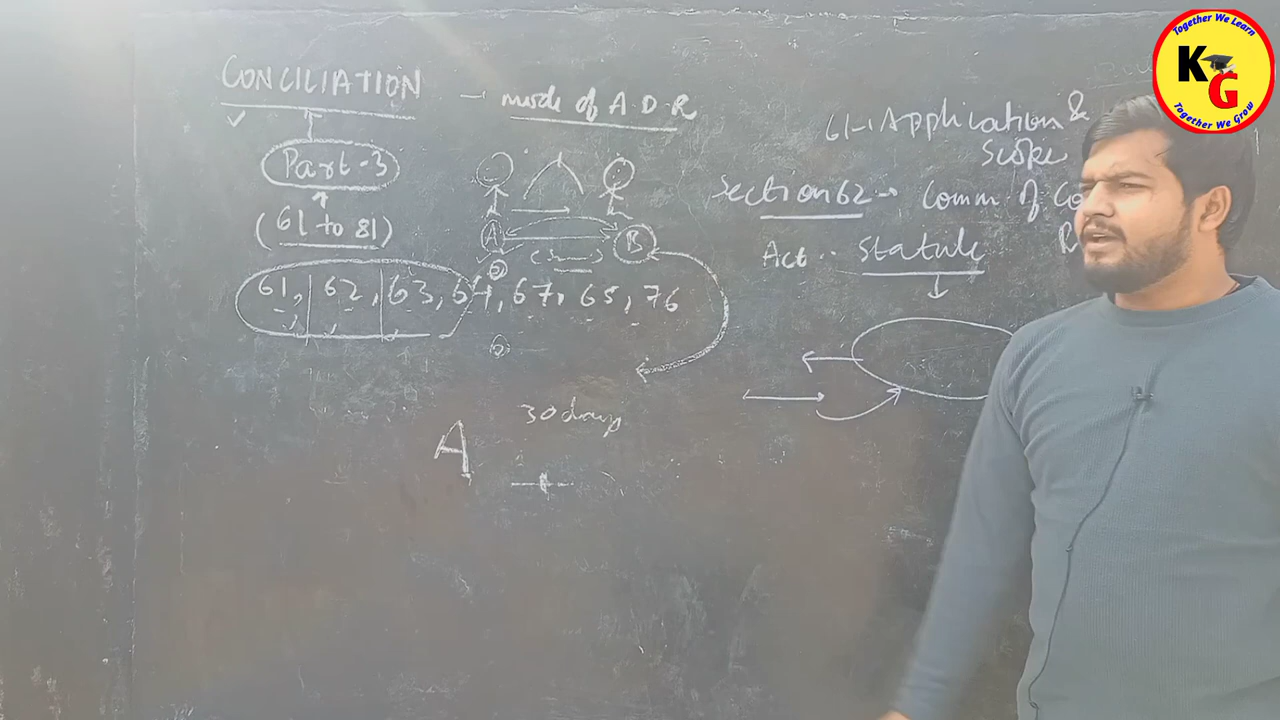 CONCILIATION - mode of A.D.R
Part-3
(61 to 81)
61, 62, 63, 64, 67, 65, 76
A B
30 days
A
61-1 Application &
Scope
Section 62 → Comm. of Co
Act .. Statute
Together We Learn
KG
Together We Grow